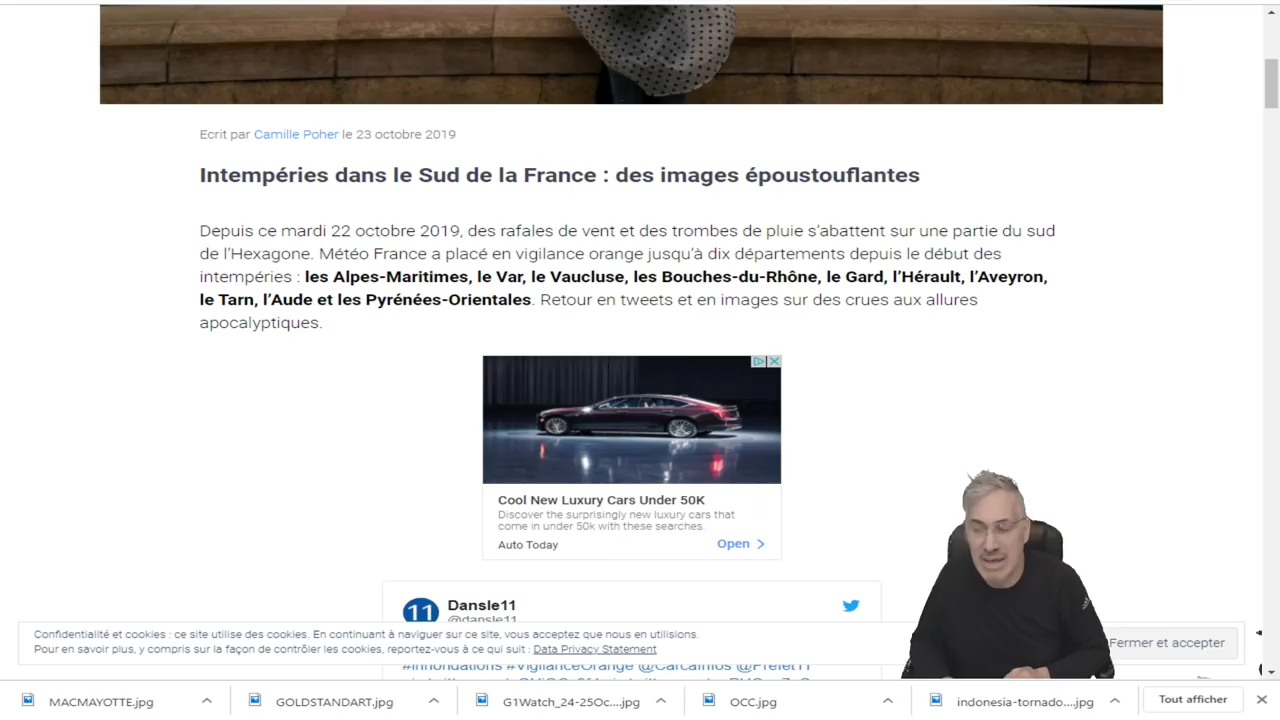 Ecrit par Camille Poher le 23 octobre 2019
Intempéries dans le Sud de la France : des images époustouflantes
Depuis ce mardi 22 octobre 2019, des rafales de vent et des trombes de pluie s’abattent sur une partie du sud
de l’Hexagone. Météo France a placé en vigilance orange jusqu’à dix départements depuis le début des
intempéries : les Alpes-Maritimes, le Var, le Vaucluse, les Bouches-du-Rhône, le Gard, l’Hérault, l’Aveyron,
le Tarn, l’Aude et les Pyrénées-Orientales. Retour en tweets et en images sur des crues aux allures
apocalyptiques.
Cool New Luxury Cars Under 50K
Discover the surprisingly new luxury cars that
come in under 50k with these searches.
Auto Today
Open
11
Dansle11
@dansle11
Confidentialité et cookies : ce site utilise des cookies. En continuant à naviguer sur ce site, vous acceptez que nous en utilisions.
Pour en savoir plus, y compris sur la façon de contrôler les cookies, reportez-vous à ce qui suit : Data Privacy Statement
Fermer et accepter
#Innondations #VigilanceOrange @CarcaInfos @Prefet11
MACMAYOTTE.jpg
GOLDSTANDART.jpg
G1Watch_24-25Oc....jpg
OCC.jpg
indonesia-tornado....jpg
Tout afficher